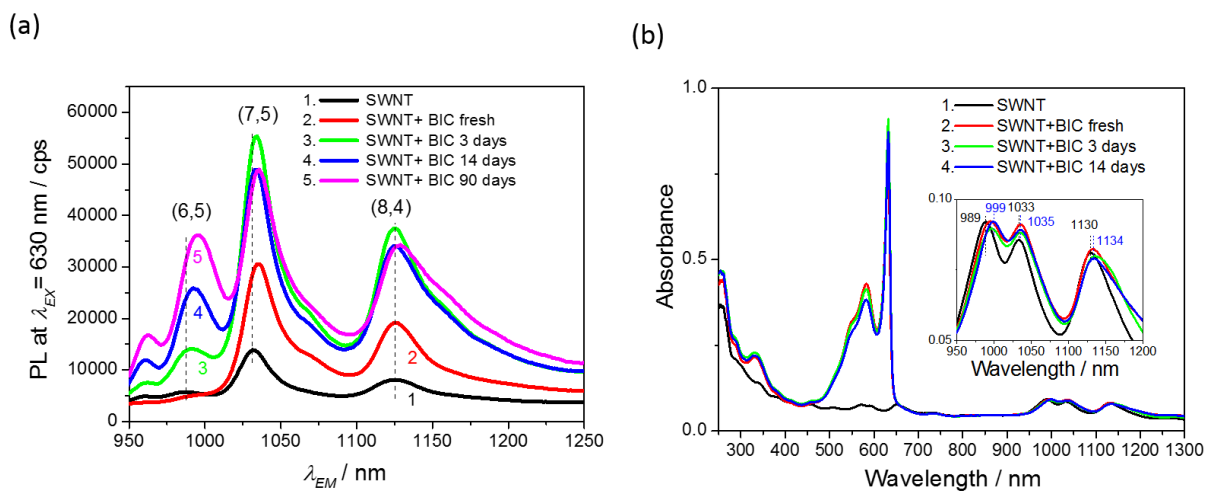 (a)
(b)
PL at λEX = 630 nm / cps
60000
50000
40000
30000
20000
10000
0
950 1000 1050 1100 1150 1200 1250
λEM / nm
1. SWNT
2. SWNT+ BIC fresh
3. SWNT+ BIC 3 days
4. SWNT+ BIC 14 days
5. SWNT+ BIC 90 days
(7,5)
(6,5)
(8,4)
5
4
3
2
1
Absorbance
1.0
0.5
0.0
300 400 500 600 700 800 900 1000 1100 1200 1300
Wavelength / nm
1. SWNT
2. SWNT+BIC fresh
3. SWNT+BIC 3 days
4. SWNT+BIC 14 days
0.10
0.05
989 999 1033 1035 1130 1134
950 1000 1050 1100 1150 1200
Wavelength / nm